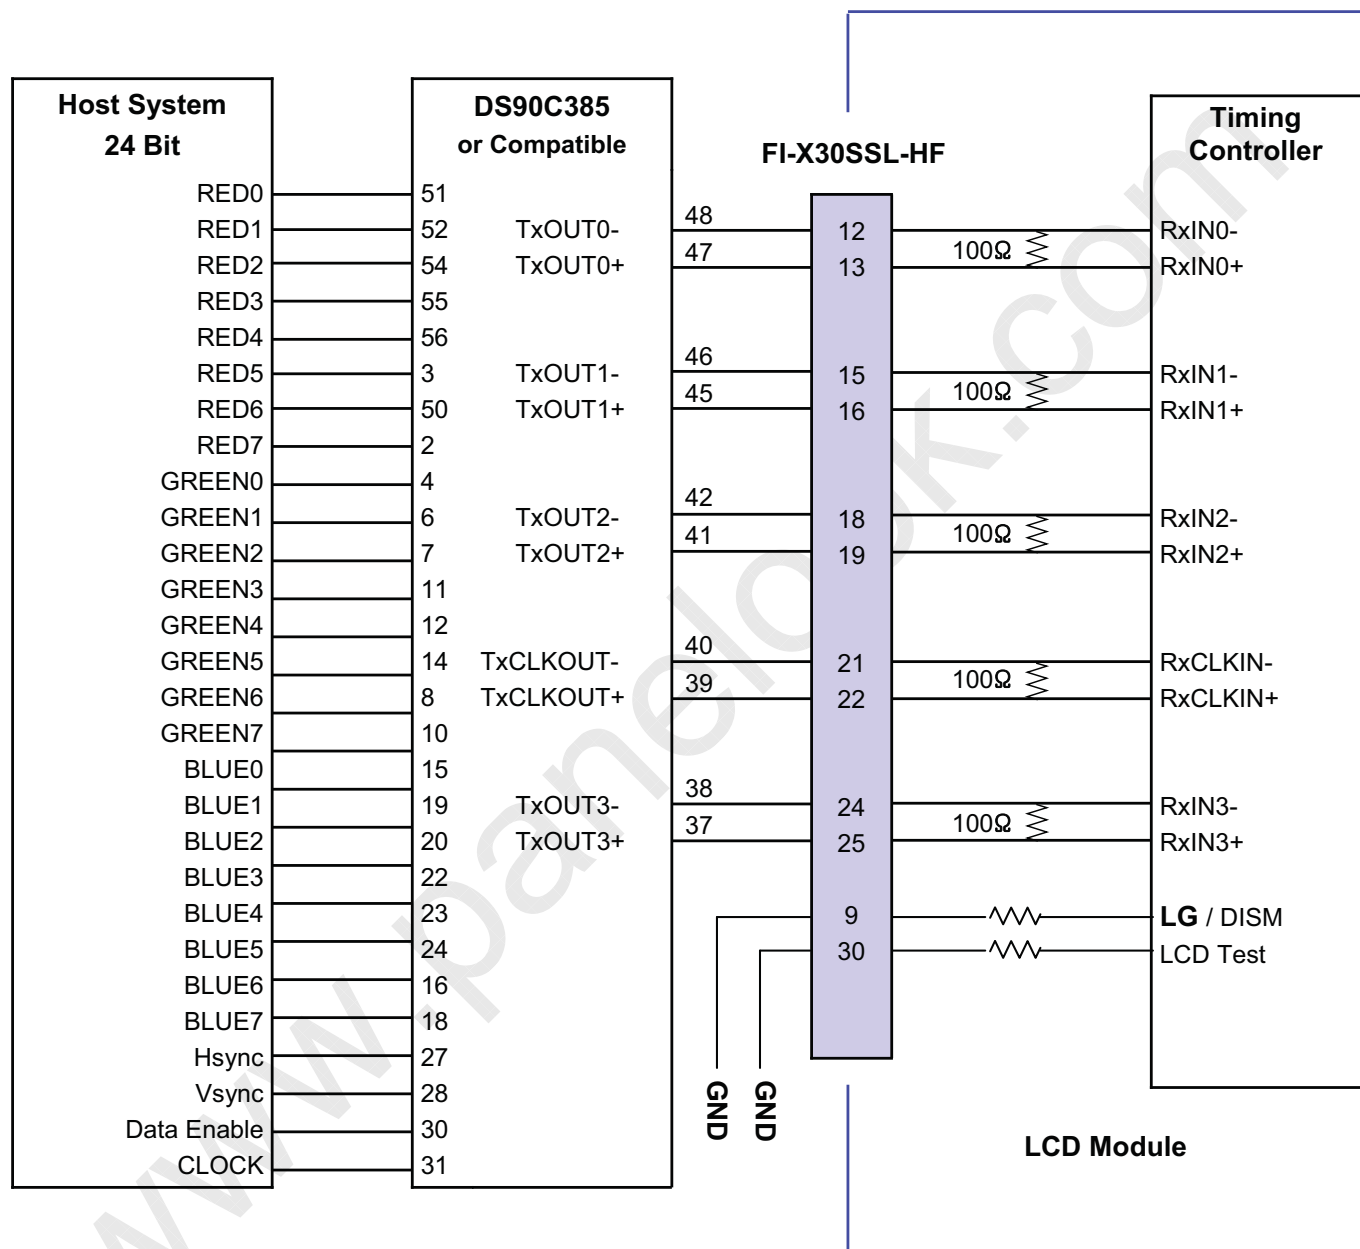 Host System
24 Bit
RED0
RED1
RED2
RED3
RED4
RED5
RED6
RED7
GREEN0
GREEN1
GREEN2
GREEN3
GREEN4
GREEN5
GREEN6
GREEN7
BLUE0
BLUE1
BLUE2
BLUE3
BLUE4
BLUE5
BLUE6
BLUE7
Hsync
Vsync
Data Enable
CLOCK
DS90C385
or Compatible
51
52
54
55
56
3
50
2
4
6
7
11
12
14
8
10
15
19
20
22
23
24
16
18
27
28
30
31
TxOUT0-
TxOUT0+
TxOUT1-
TxOUT1+
TxOUT2-
TxOUT2+
TxCLKOUT-
TxCLKOUT+
TxOUT3-
TxOUT3+
48
47
46
45
42
41
40
39
38
37
GND
GND
FI-X30SSL-HF
12
13
15
16
18
19
21
22
24
25
9
30
100Ω
100Ω
100Ω
100Ω
100Ω
Timing
Controller
RxIN0-
RxIN0+
RxIN1-
RxIN1+
RxIN2-
RxIN2+
RxCLKIN-
RxCLKIN+
RxIN3-
RxIN3+
LG / DISM
LCD Test
LCD Module
www.panelook.com